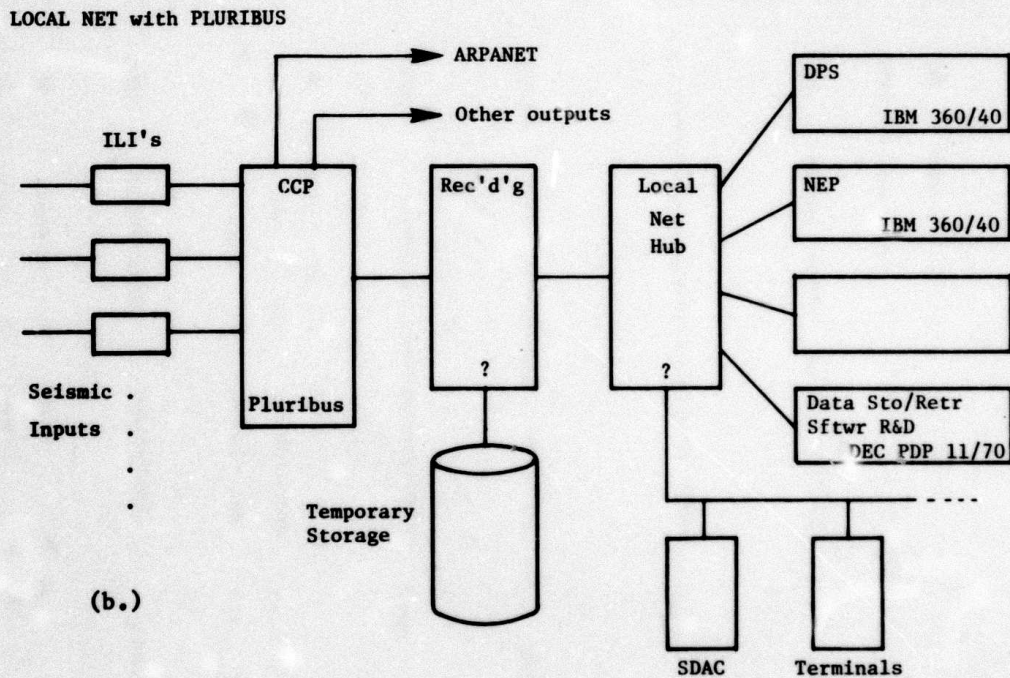 LOCAL NET with PLURIBUS
ARPANET
Other outputs
ILI's
CCP
Pluribus
Rec'd'g
?
Local
Net
Hub
?
DPS
IBM 360/40
NEP
IBM 360/40
Data Sto/Retr
Sftwr R&D
DEC PDP 11/70
Seismic .
Inputs .
.
.
Temporary
Storage
(b.)
SDAC
Terminals